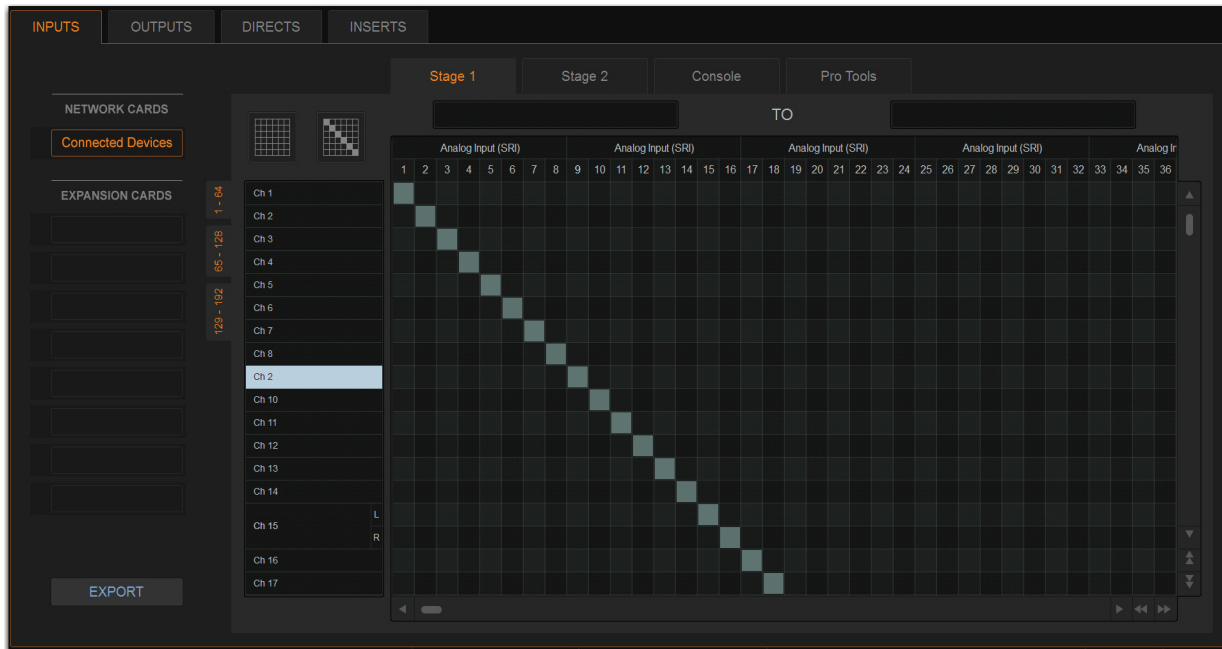 INPUTS OUTPUTS DIRECTS INSERTS
Stage 1 Stage 2 Console Pro Tools
NETWORK CARDS
Connected Devices
EXPANSION CARDS
EXPORT
1 - 64
65 - 128
129 - 192
TO
Analog Input (SRI) Analog Input (SRI) Analog Input (SRI) Analog Input (SRI) Analog In
1 2 3 4 5 6 7 8 9 10 11 12 13 14 15 16 17 18 19 20 21 22 23 24 25 26 27 28 29 30 31 32 33 34 35 36
Ch 1
Ch 2
Ch 3
Ch 4
Ch 5
Ch 6
Ch 7
Ch 8
Ch 2
Ch 10
Ch 11
Ch 12
Ch 13
Ch 14
Ch 15 L
R
Ch 16
Ch 17